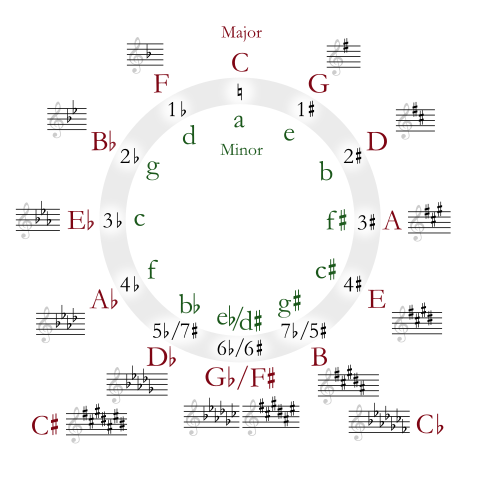 Major
C
F
G
♮
1♭
1♯
a
d
e
B♭
D
Minor
2♭
2♯
g
b
E♭
3♭
c
f♯
3♯
A
f
c♯
A♭
4♭
4♯
E
b♭
g♯
e♭/d♯
5♭/7♯
7♭/5♯
6♭/6♯
D♭
B
G♭/F♯
C♯
C♭